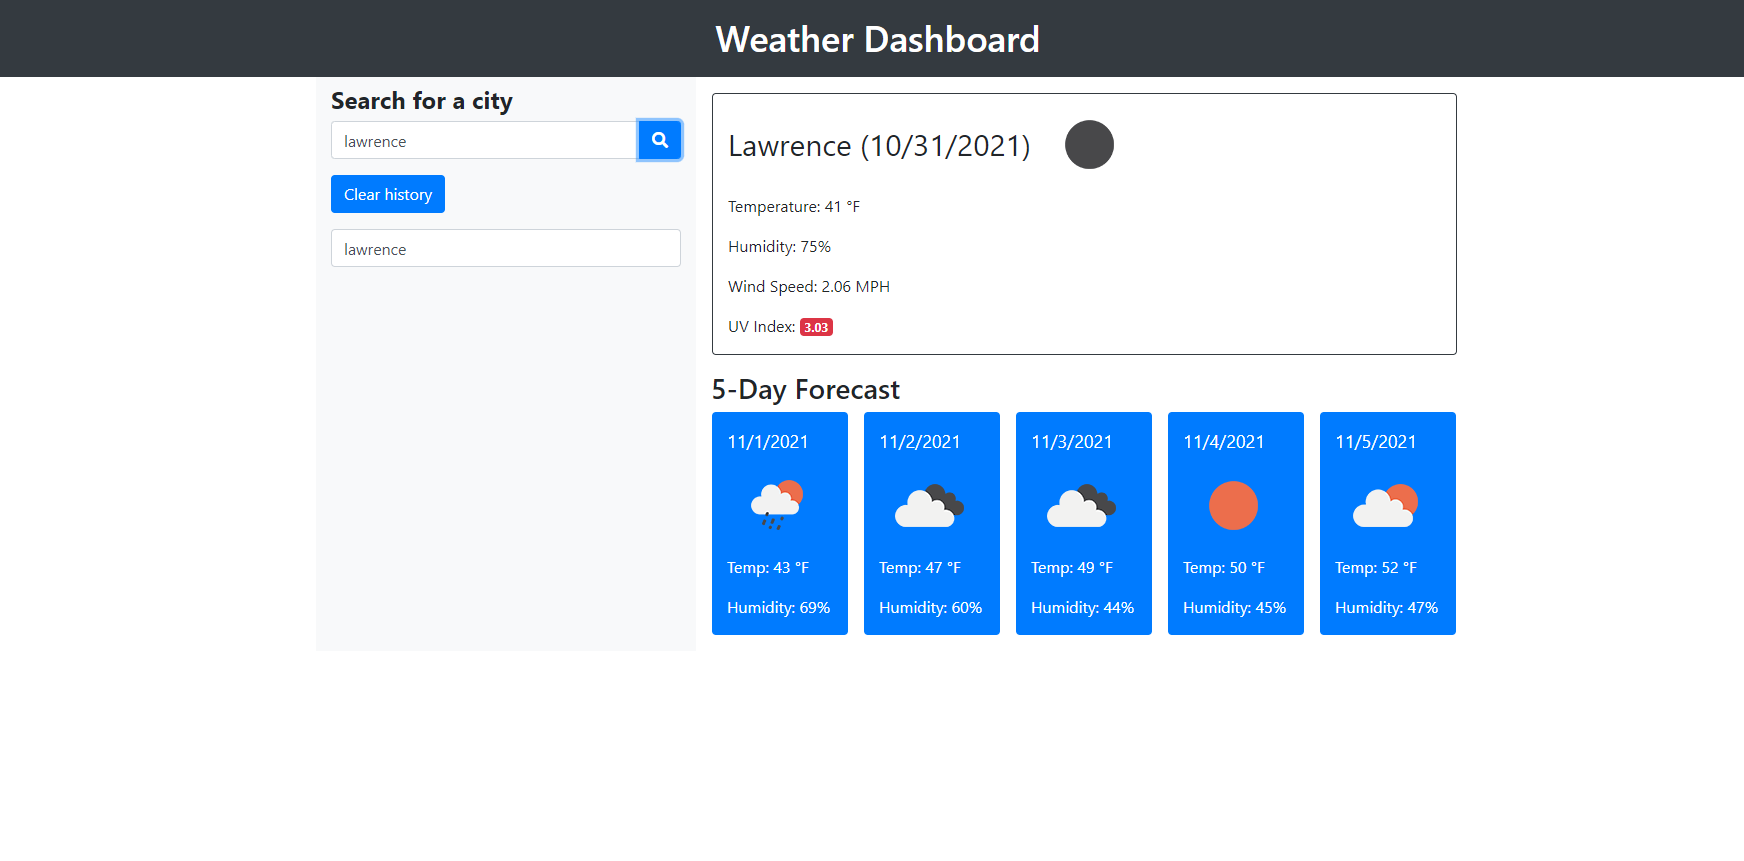 Weather Dashboard
Search for a city
lawrence
Clear history
lawrence
Lawrence (10/31/2021)
Temperature: 41 °F
Humidity: 75%
Wind Speed: 2.06 MPH
UV Index: 3.03
5-Day Forecast
11/1/2021
Temp: 43 °F
Humidity: 69%
11/2/2021
Temp: 47 °F
Humidity: 60%
11/3/2021
Temp: 49 °F
Humidity: 44%
11/4/2021
Temp: 50 °F
Humidity: 45%
11/5/2021
Temp: 52 °F
Humidity: 47%